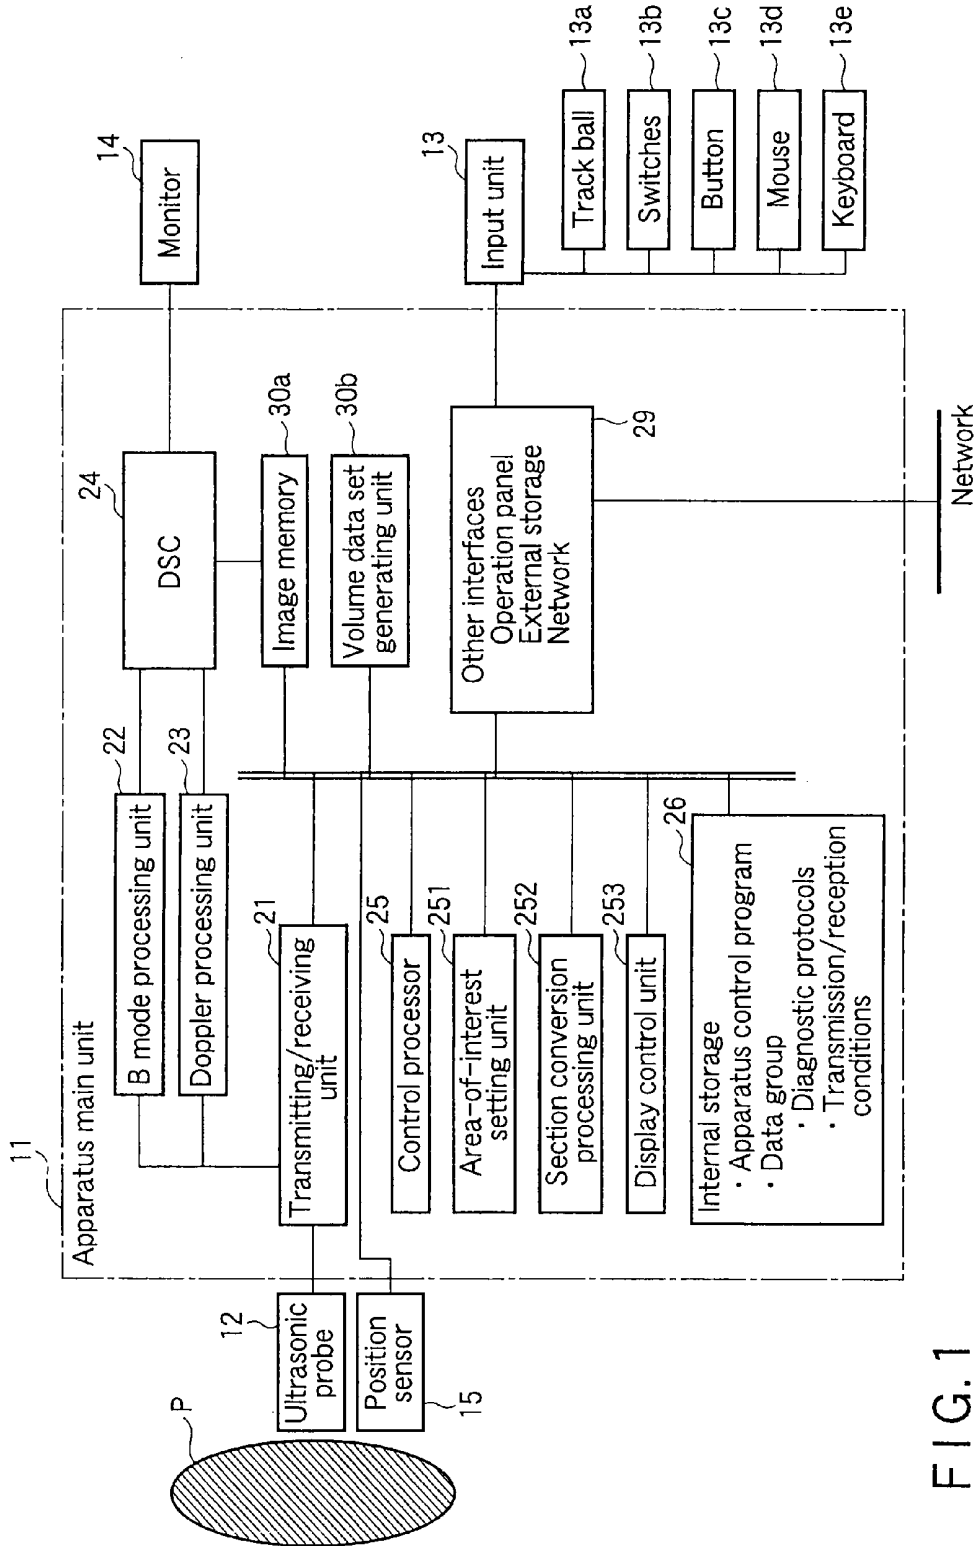 11
Apparatus main unit
P
12
Ultrasonic
probe
Position
sensor
15
22
B mode processing unit
23
Doppler processing unit
21
Transmitting/receiving
unit
25
Control processor
251
Area-of-interest
setting unit
252
Section conversion
processing unit
253
Display control unit
26
Internal storage
・Apparatus control program
・Data group
・Diagnostic protocols
・Transmission/reception
conditions
24
DSC
30a
Image memory
30b
Volume data set
generating unit
Other interfaces
Operation panel
External storage
Network
29
14
Monitor
13
Input unit
Track ball
13a
Switches
13b
Button
13c
Mouse
13d
Keyboard
13e
Network
FIG. 1